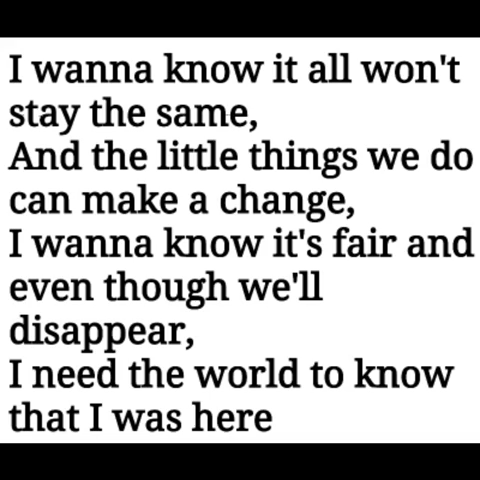 I wanna know it all won't
stay the same,
And the little things we do
can make a change,
I wanna know it's fair and
even though we'll
disappear,
I need the world to know
that I was here